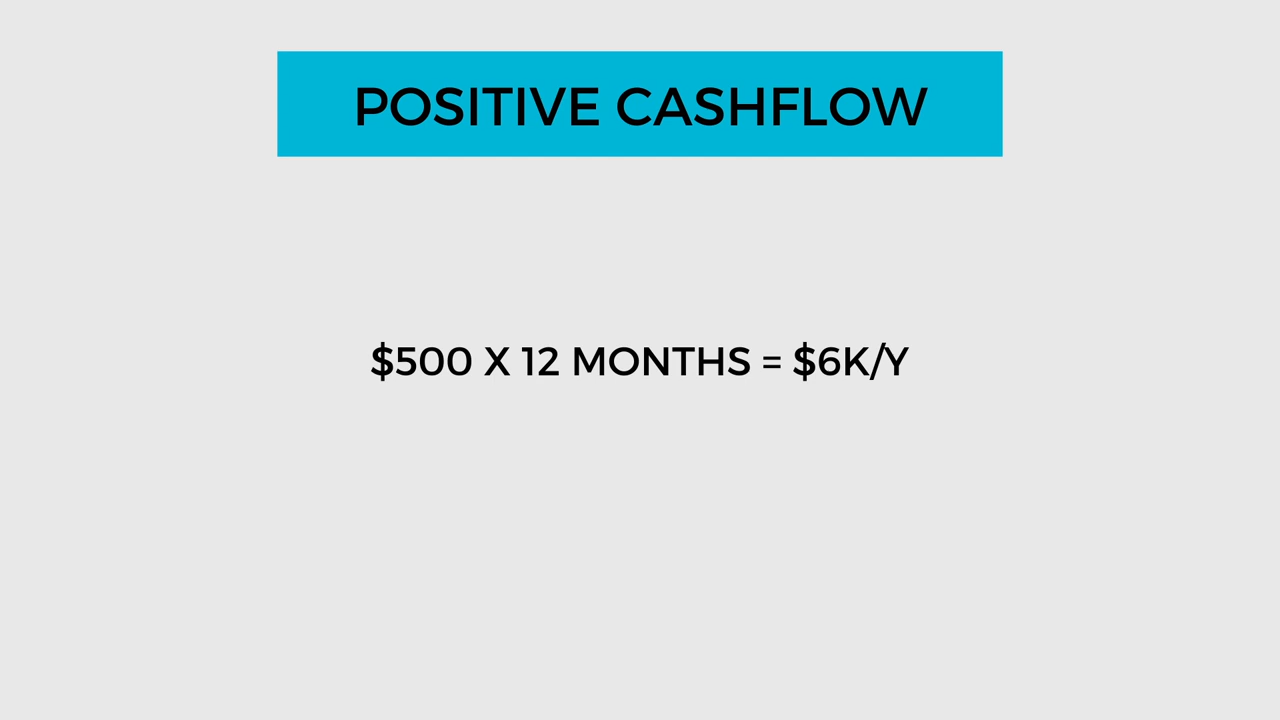 POSITIVE CASHFLOW
$500 X 12 MONTHS = $6K/Y